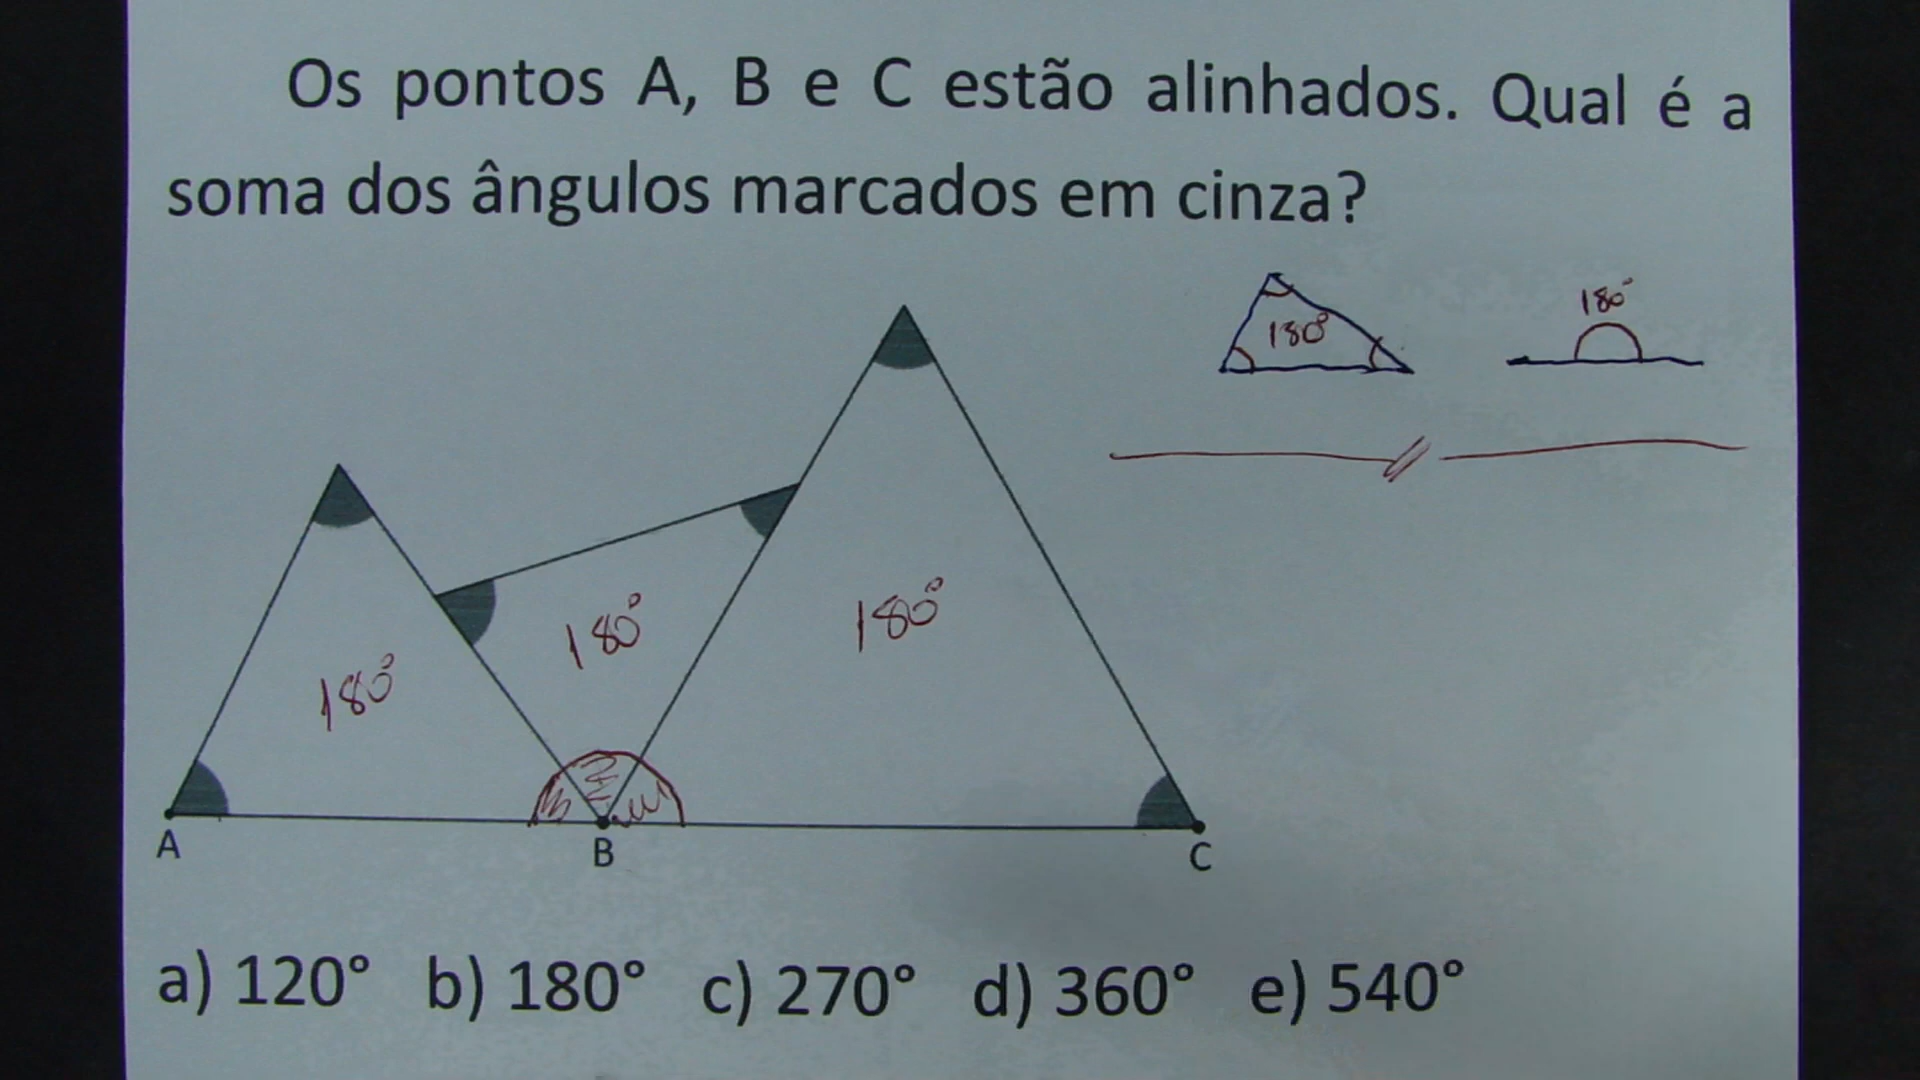 Os pontos A, B e C estão alinhados. Qual é a
soma dos ângulos marcados em cinza?
180°
180°
180°
180°
180°
A
B
C
a) 120° b) 180° c) 270° d) 360° e) 540°